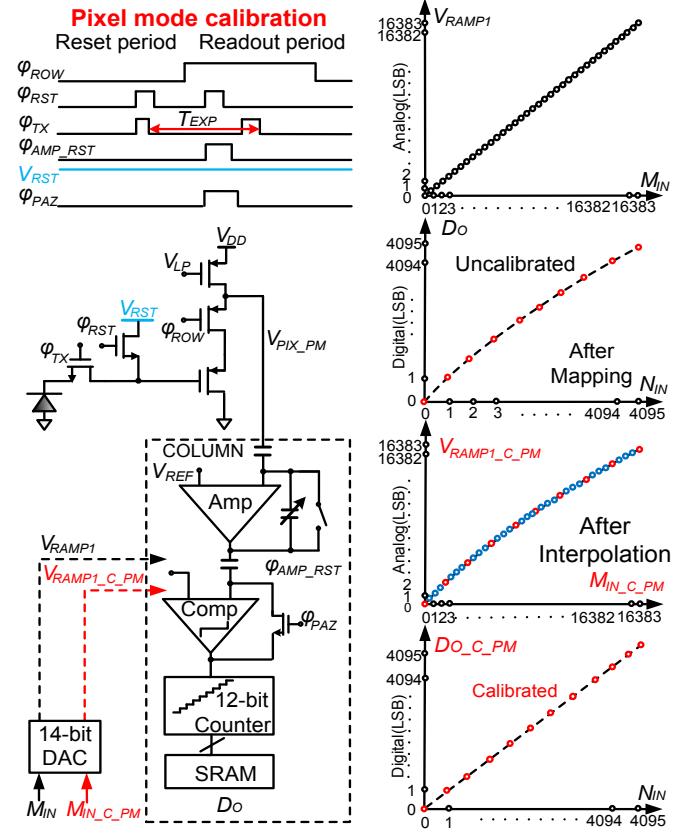 Pixel mode calibration
Reset period Readout period
φROW
φRST
φTX
TEXP
φAMP_RST
VRST
φPAZ
VDD
VLP
VRST
φRST
φTX
φROW
VPIX_PM
COLUMN
VREF
Amp
φAMP_RST
VRAMP1
VRAMP1_C_PM
Comp
φPAZ
12-bit
Counter
SRAM
DO
14-bit
DAC
MIN MIN_C_PM
VRAMP1
16383
16382
Analog(LSB)
2
1
0
MIN
0123 . . . . . . . . 16382 16383
DO
4095
4094
Uncalibrated
Digital(LSB)
After
Mapping
1
0
NIN
0 1 2 3 . . . . . . 4094 4095
VRAMP1_C_PM
16383
16382
Analog(LSB)
After
Interpolation
2
1
0
MIN_C_PM
0123 . . . . . . . . 16382 16383
DO_C_PM
4095
4094
Calibrated
Digital(LSB)
1
0
NIN
0 1 . . . . . . . . 4094 4095